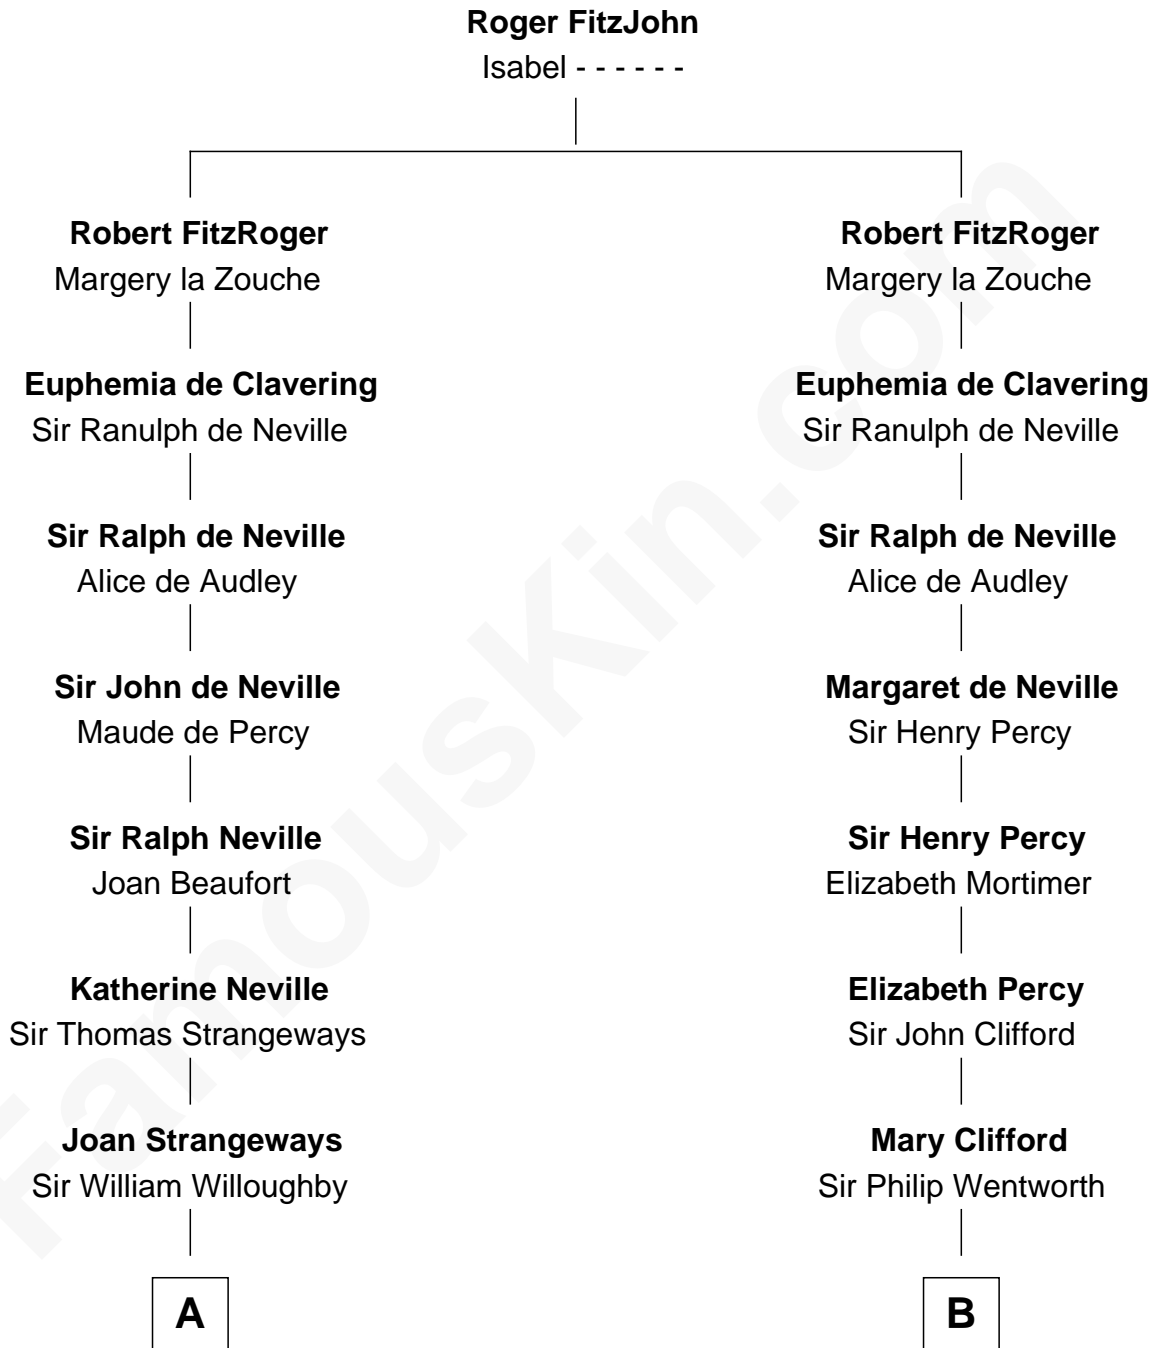 Roger FitzJohn
Isabel - - - - - -
Robert FitzRoger
Margery la Zouche
Robert FitzRoger
Margery la Zouche
Euphemia de Clavering
Sir Ranulph de Neville
Euphemia de Clavering
Sir Ranulph de Neville
Sir Ralph de Neville
Alice de Audley
Sir Ralph de Neville
Alice de Audley
Sir John de Neville
Maude de Percy
Margaret de Neville
Sir Henry Percy
Sir Ralph Neville
Joan Beaufort
Sir Henry Percy
Elizabeth Mortimer
Katherine Neville
Sir Thomas Strangeways
Elizabeth Percy
Sir John Clifford
Joan Strangeways
Sir William Willoughby
Mary Clifford
Sir Philip Wentworth
A
B
FamousKin.com